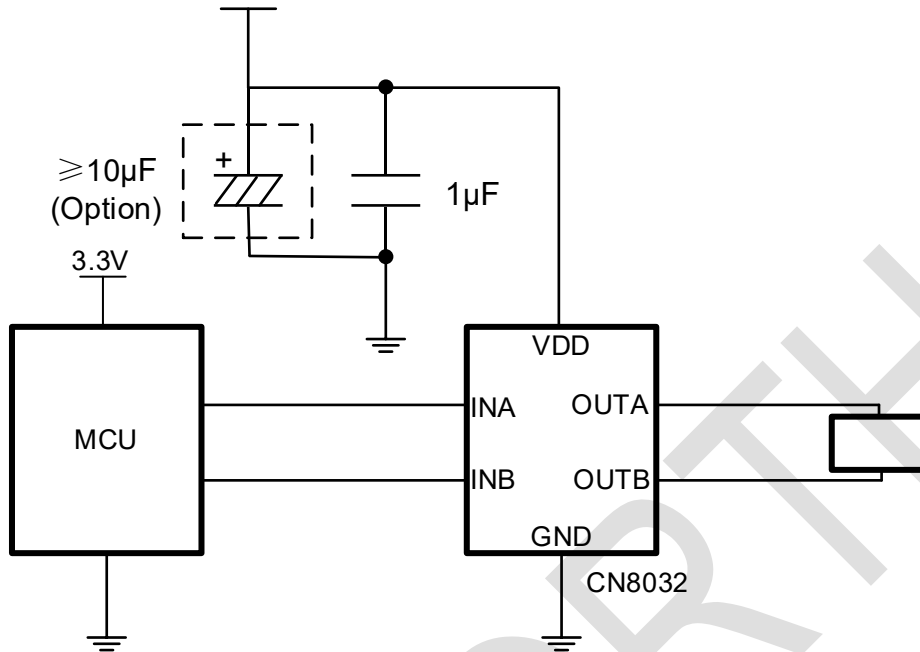 +
≥10μF
(Option)
1μF
3.3V
MCU
VDD
INA
OUTA
INB
OUTB
GND
CN8032